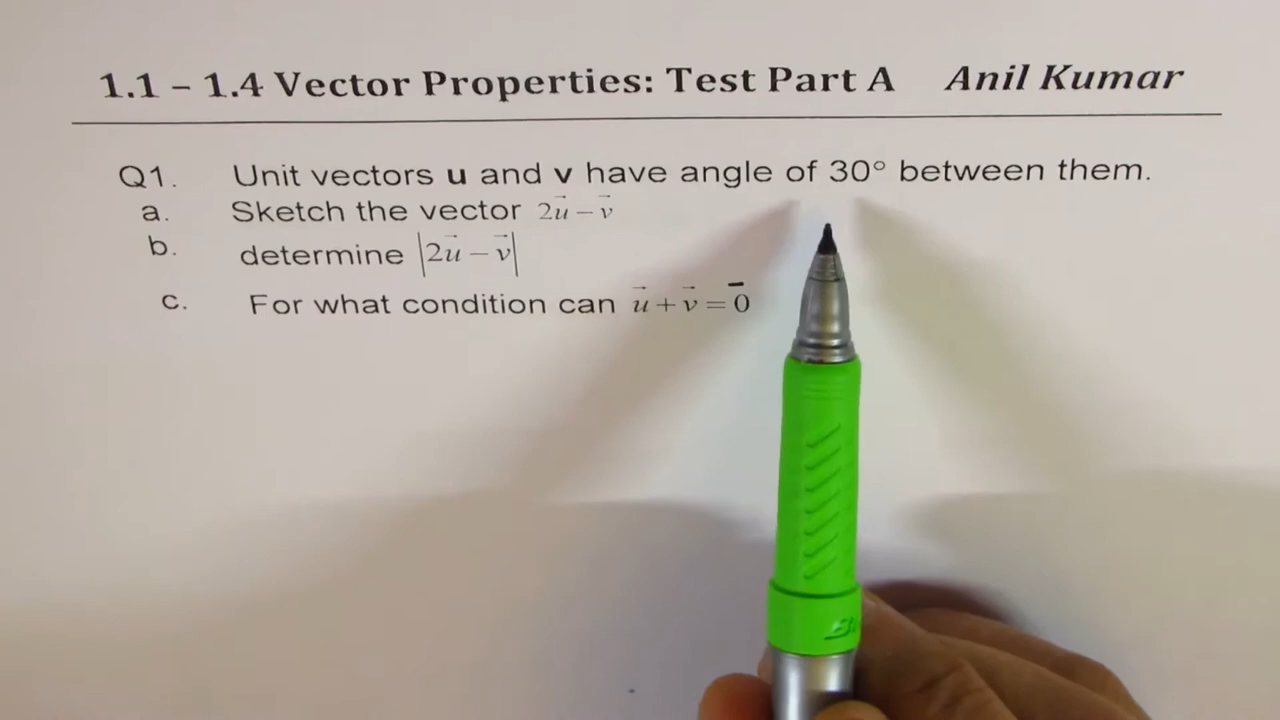 1.1 – 1.4 Vector Properties: Test Part A Anil Kumar
Q1. Unit vectors u and v have angle of 30° between them.
a. Sketch the vector 2u⃗ – v⃗
b. determine |2u⃗ – v⃗|
c. For what condition can u⃗ + v⃗ = 0̄